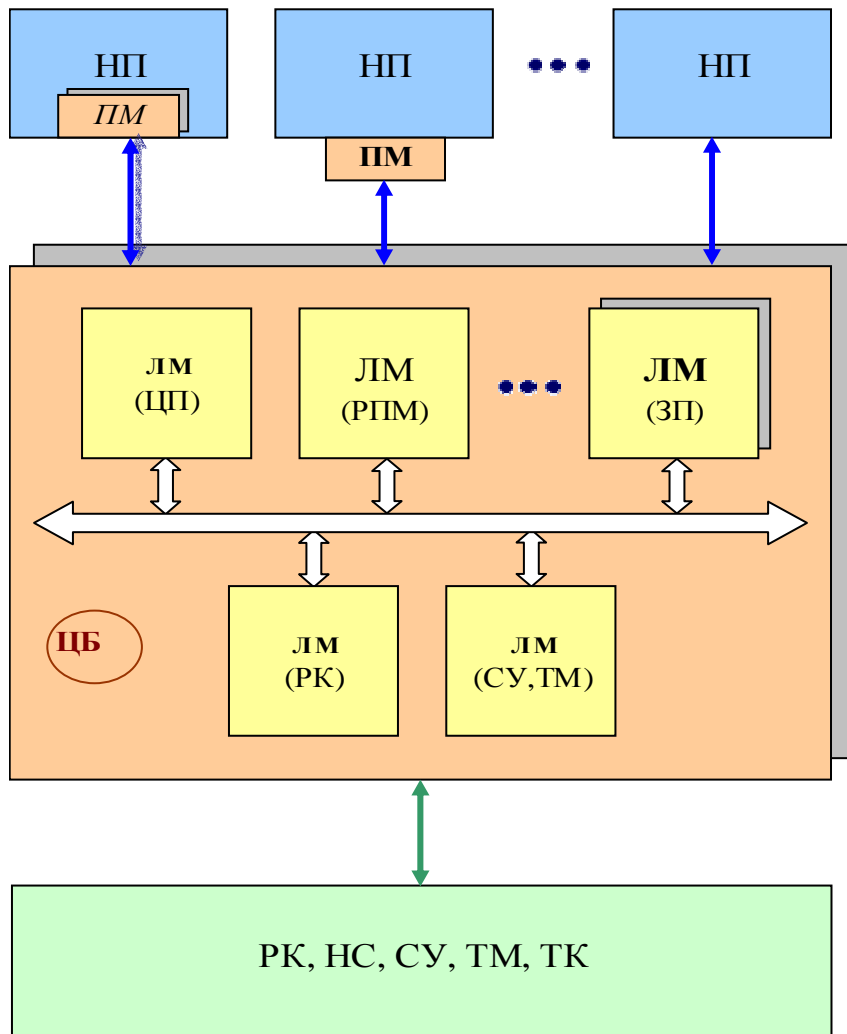 НП
ПМ
НП
ПМ
НП
ЛМ
(ЦП)
ЛМ
(РПМ)
ЛМ
(ЗП)
ЦБ
ЛМ
(РК)
ЛМ
(СУ,ТМ)
РК, НС, СУ, ТМ, ТК